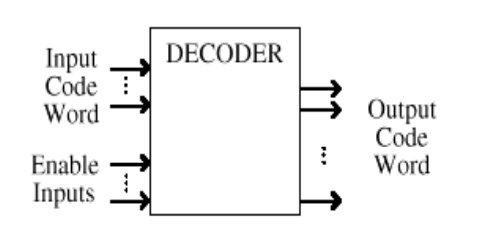 DECODER
Input
Code
Word
Enable
Inputs
Output
Code
Word